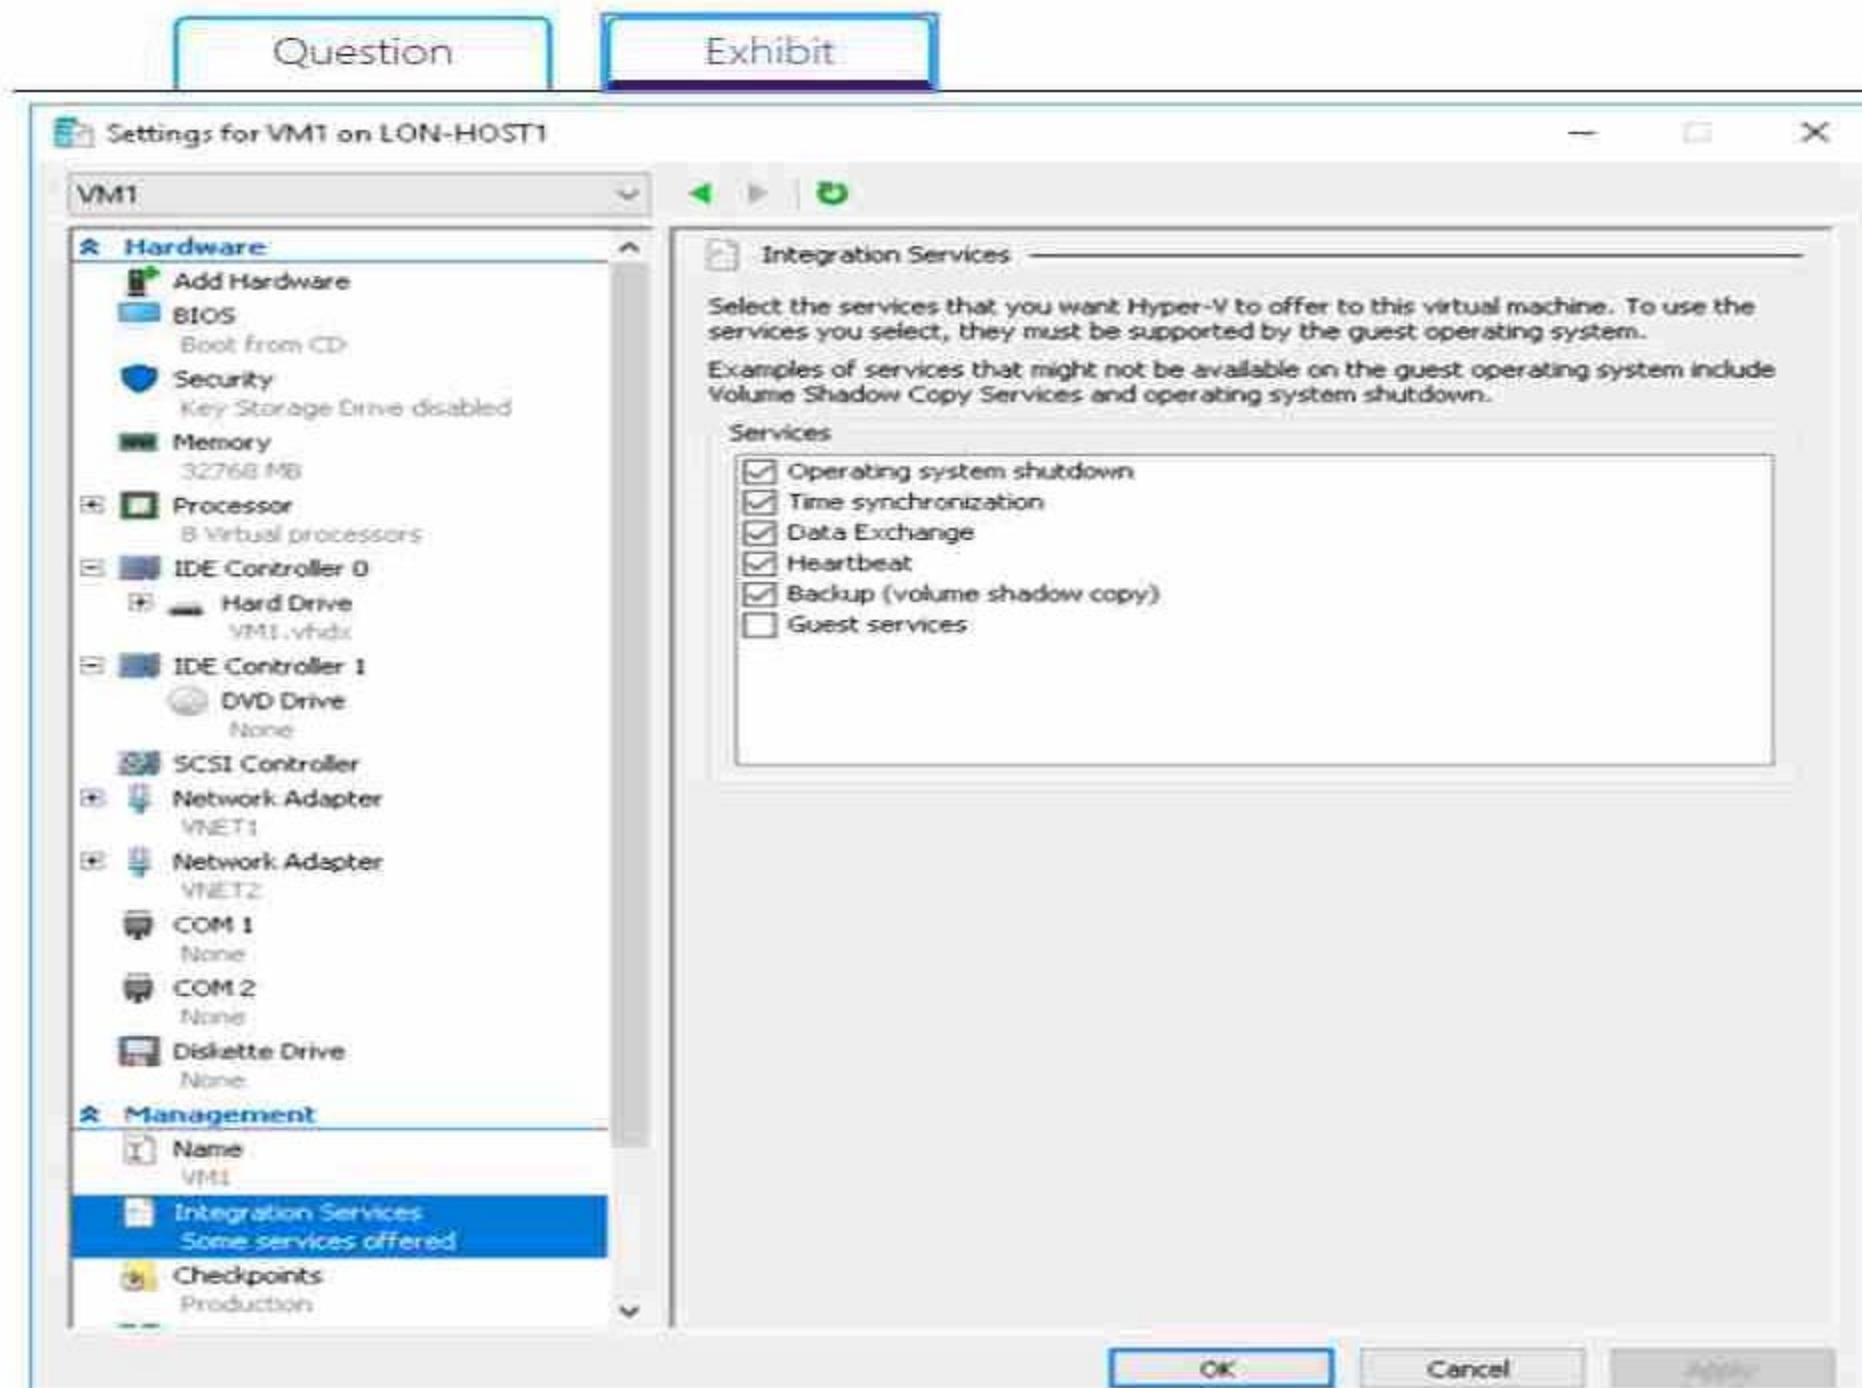 Question
Exhibit
Settings for VM1 on LON-HOST1
VM1
Hardware
Add Hardware
BIOS
Boot from CD
Security
Key Storage Drive disabled
Memory
32768 MB
Processor
8 Virtual processors
IDE Controller 0
Hard Drive
VM1.vhdx
IDE Controller 1
DVD Drive
None
SCSI Controller
Network Adapter
VNET1
Network Adapter
VNET2
COM 1
None
COM 2
None
Diskette Drive
None
Management
Name
VM1
Integration Services
Some services offered
Checkpoints
Production
Integration Services
Select the services that you want Hyper-V to offer to this virtual machine. To use the
services you select, they must be supported by the guest operating system.
Examples of services that might not be available on the guest operating system include
Volume Shadow Copy Services and operating system shutdown.
Services
Operating system shutdown
Time synchronization
Data Exchange
Heartbeat
Backup (volume shadow copy)
Guest services
OK
Cancel
Apply